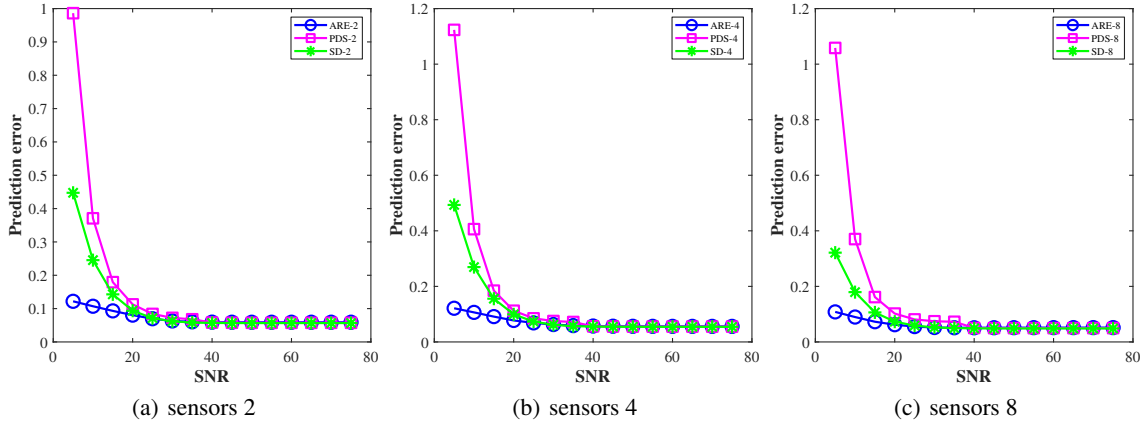 1
0.9
0.8
0.7
0.6
0.5
0.4
0.3
0.2
0.1
0
0
20
40
60
80
Prediction error
SNR
ARE-2
PDS-2
SD-2
(a) sensors 2
1.2
1
0.8
0.6
0.4
0.2
0
0
20
40
60
80
Prediction error
SNR
ARE-4
PDS-4
SD-4
(b) sensors 4
1.2
1
0.8
0.6
0.4
0.2
0
0
20
40
60
80
Prediction error
SNR
ARE-8
PDS-8
SD-8
(c) sensors 8